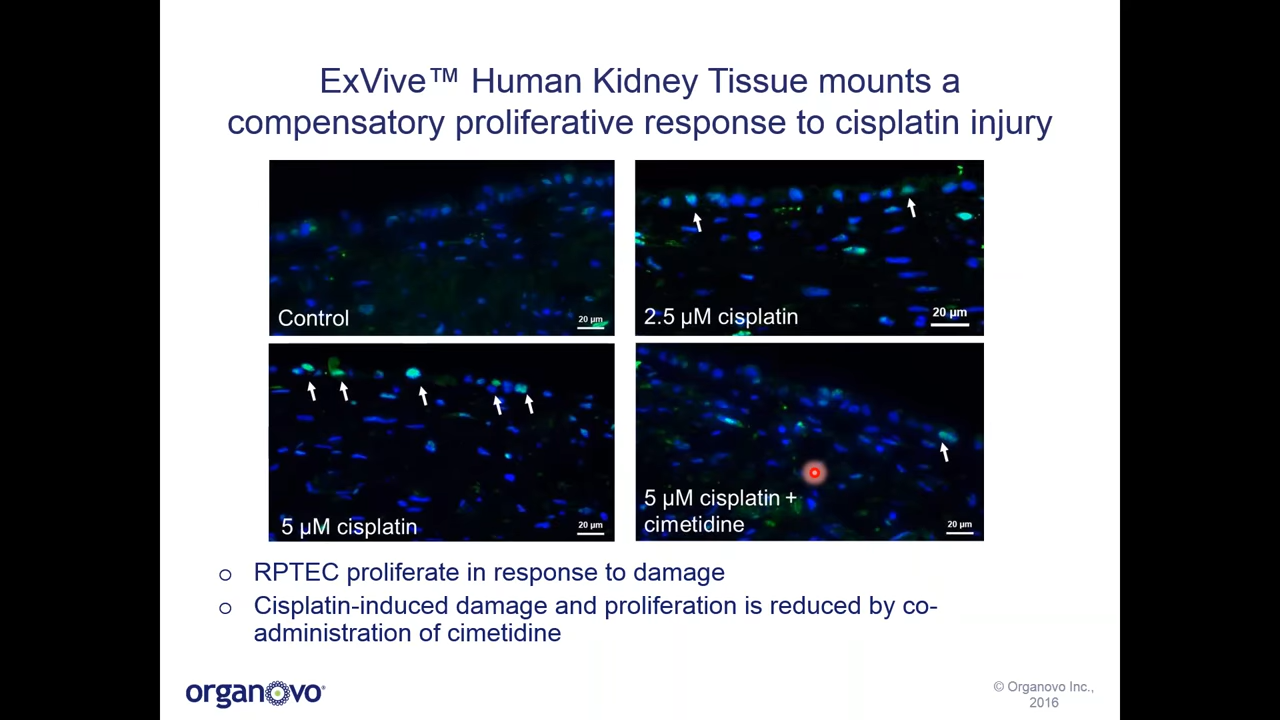 ExVive™ Human Kidney Tissue mounts a
compensatory proliferative response to cisplatin injury
Control
20 µm
2.5 µM cisplatin
20 µm
5 µM cisplatin
20 µm
5 µM cisplatin +
cimetidine
20 µm
o RPTEC proliferate in response to damage
o Cisplatin-induced damage and proliferation is reduced by co-
administration of cimetidine
organovo®
© Organovo Inc.,
2016